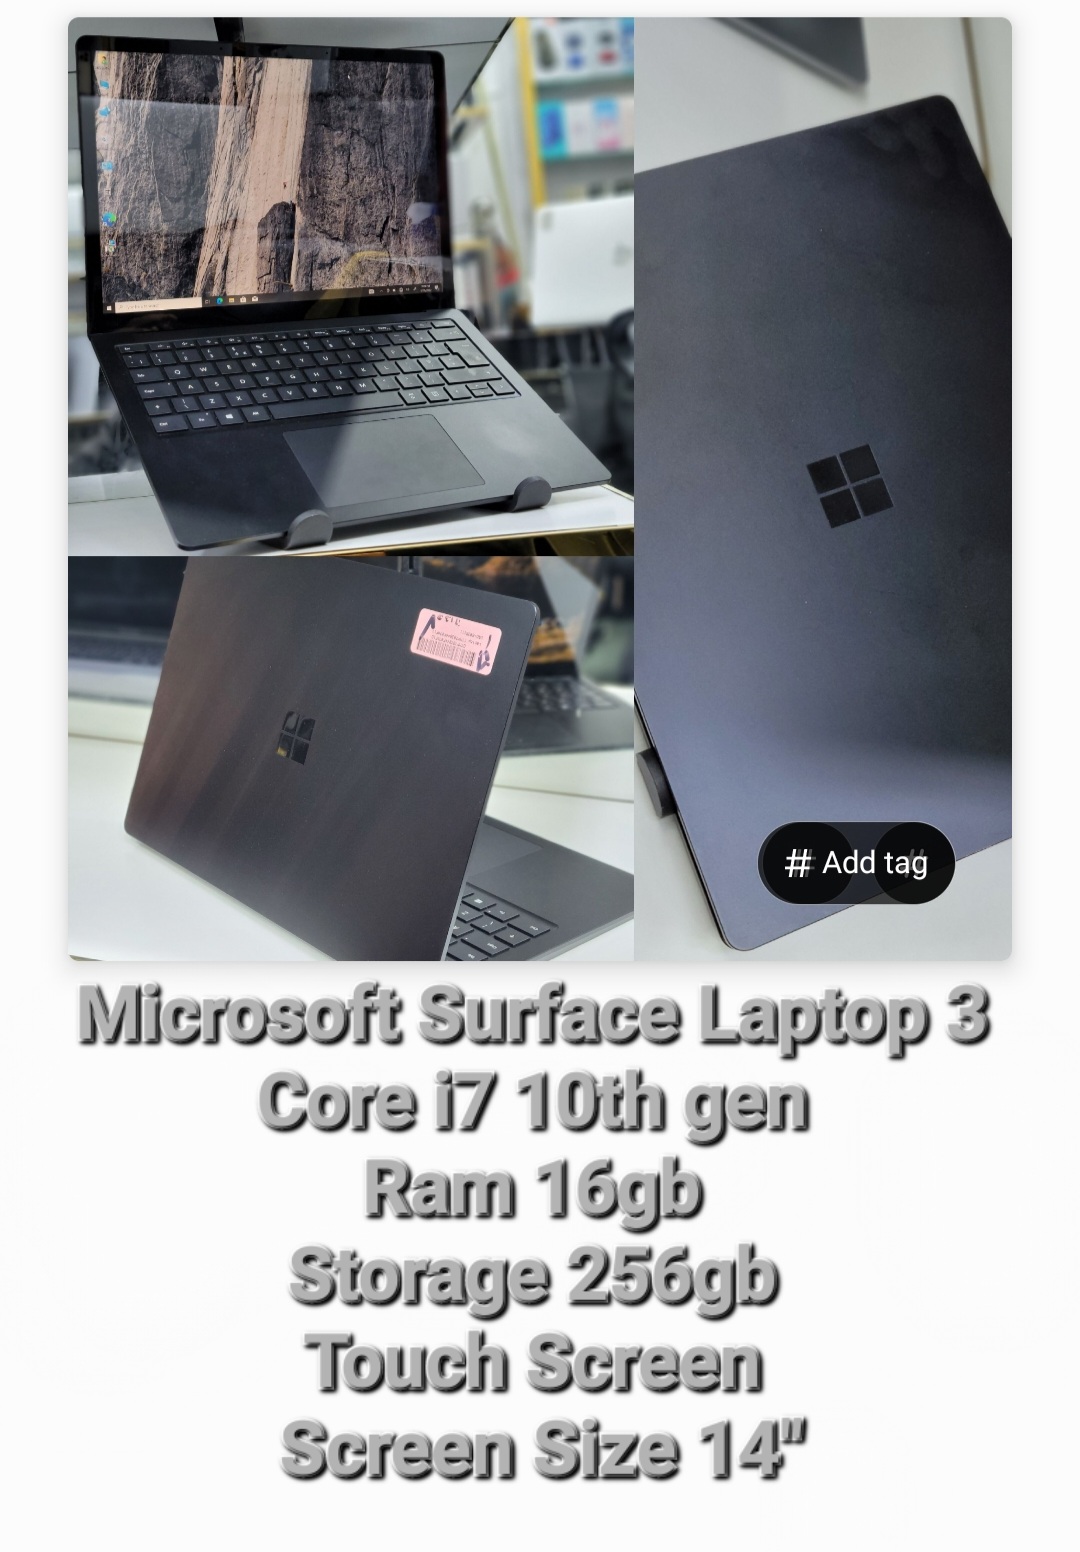 # Add tag
Microsoft Surface Laptop 3
Core i7 10th gen
Ram 16gb
Storage 256gb
Touch Screen
Screen Size 14"